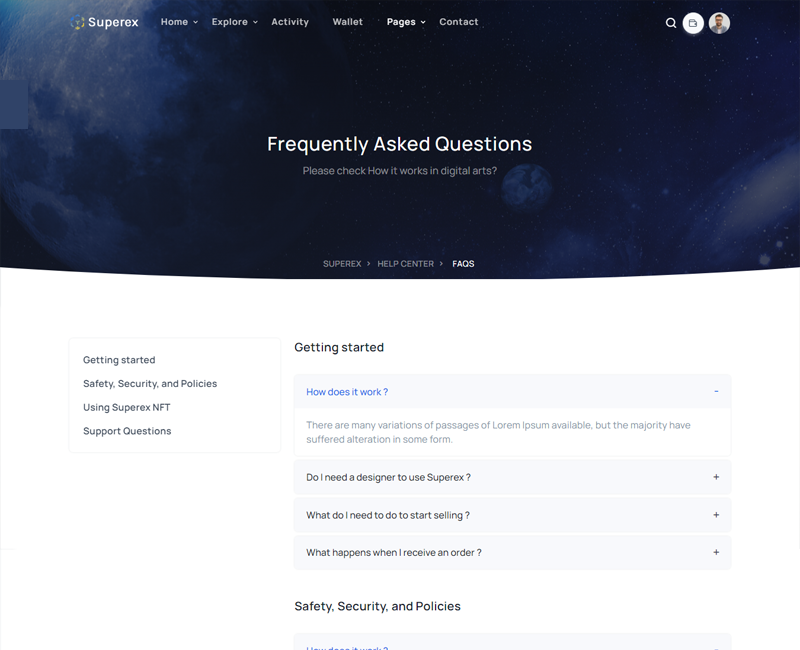 Superex Home Explore Activity Wallet Pages Contact
Frequently Asked Questions
Please check How it works in digital arts?
SUPEREX > HELP CENTER > FAQS
Getting started
Safety, Security, and Policies
Using Superex NFT
Support Questions
Getting started
How does it work ? -
There are many variations of passages of Lorem Ipsum available, but the majority have
suffered alteration in some form.
Do I need a designer to use Superex ? +
What do I need to do to start selling ? +
What happens when I receive an order ? +
Safety, Security, and Policies
How does it work ?